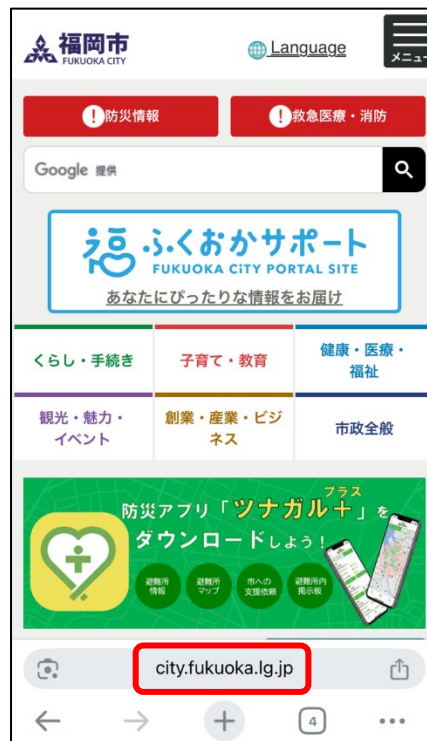 福岡市
FUKUOKA CITY
Language
メニュー
!防災情報
!救急医療・消防
Google 提供
福
ふくおかサポート
FUKUOKA CiTY PORTAL SITE
あなたにぴったりな情報をお届け
くらし・手続き
子育て・教育
健康・医療・
福祉
観光・魅力・
イベント
創業・産業・ビジ
ネス
市政全般
プラス
防災アプリ「ツナガル+」を
ダウンロードしよう!
避難所
情報
避難所
マップ
市への
支援依頼
避難所内
掲示板
city.fukuoka.lg.jp
4